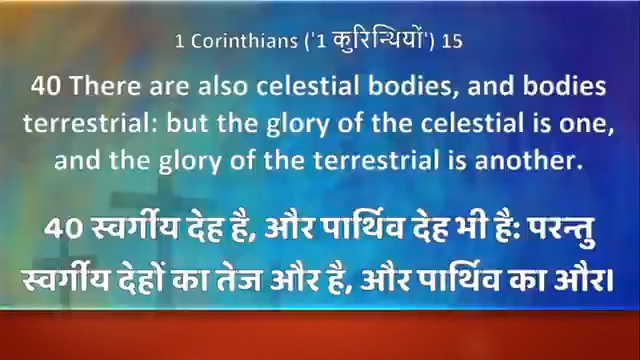 1 Corinthians ('1 कुरिन्थियों') 15
40 There are also celestial bodies, and bodies
terrestrial: but the glory of the celestial is one,
and the glory of the terrestrial is another.
40 स्वर्गीय देह है, और पार्थिव देह भी है: परन्तु
स्वर्गीय देहों का तेज और है, और पार्थिव का और।